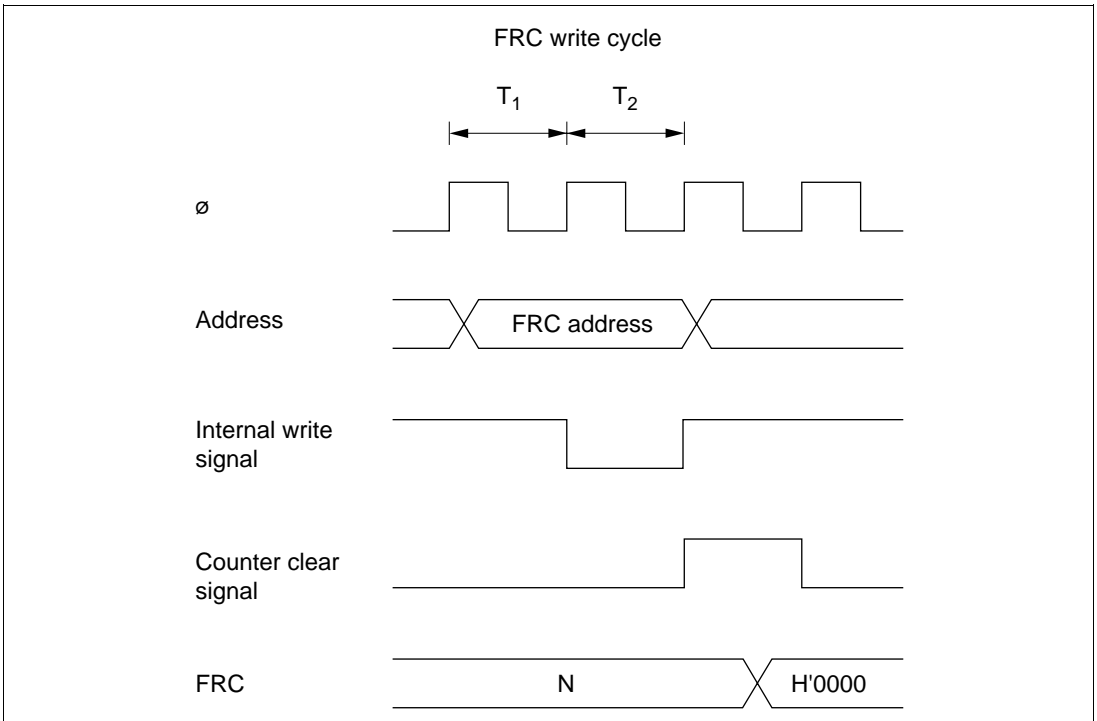 FRC write cycle
T1 T2
ø
Address
FRC address
Internal write
signal
Counter clear
signal
FRC
N
H'0000